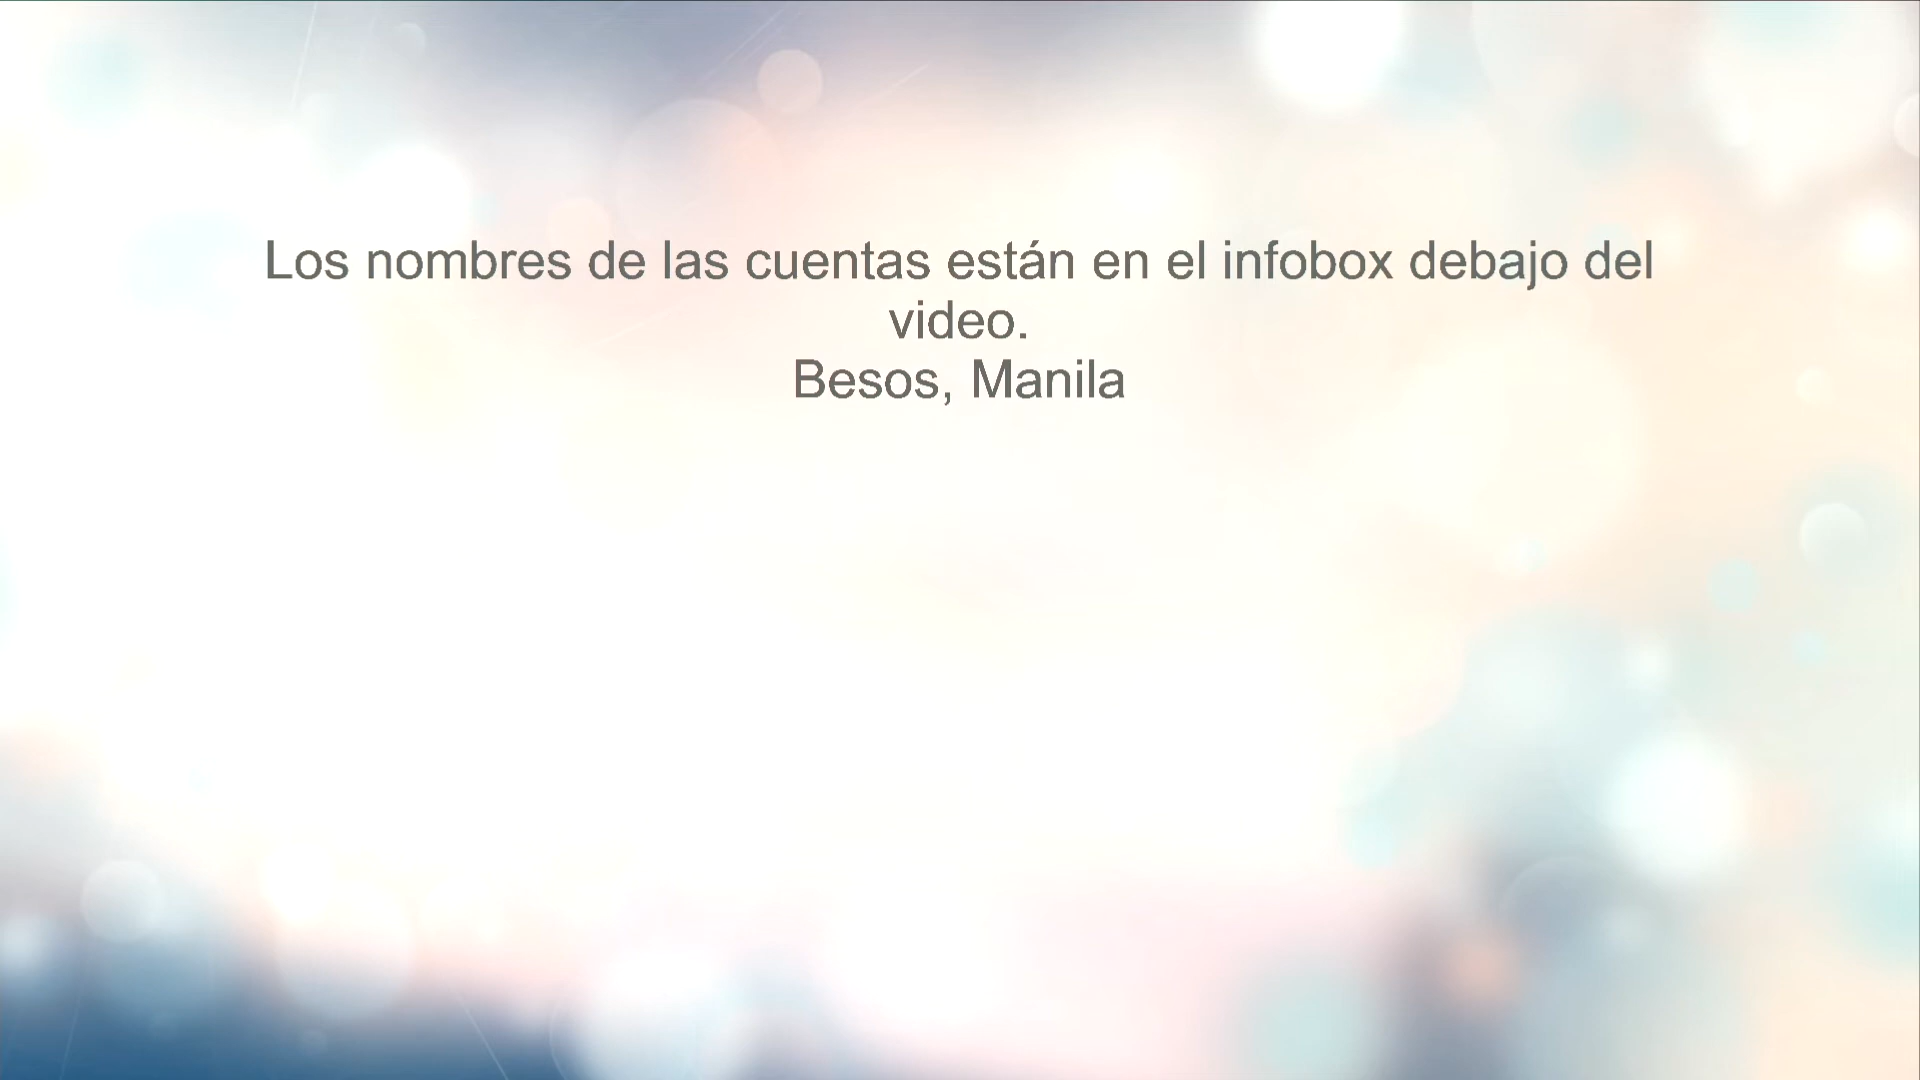 Los nombres de las cuentas están en el infobox debajo del
video.
Besos, Manila